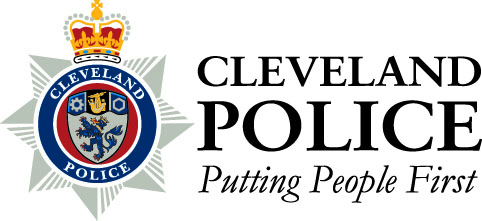 CLEVELAND
POLICE
CLEVELAND
POLICE
Putting People First